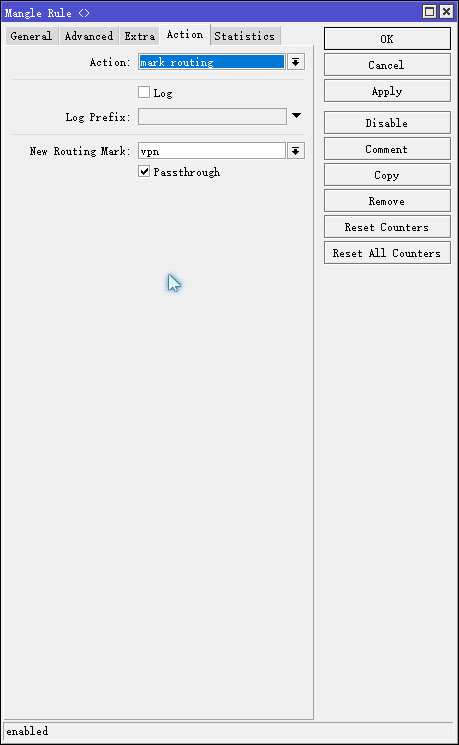 Mangle Rule <>
General Advanced Extra Action Statistics
Action: mark routing
Log
Log Prefix:
New Routing Mark: vpn
Passthrough
OK
Cancel
Apply
Disable
Comment
Copy
Remove
Reset Counters
Reset All Counters
enabled